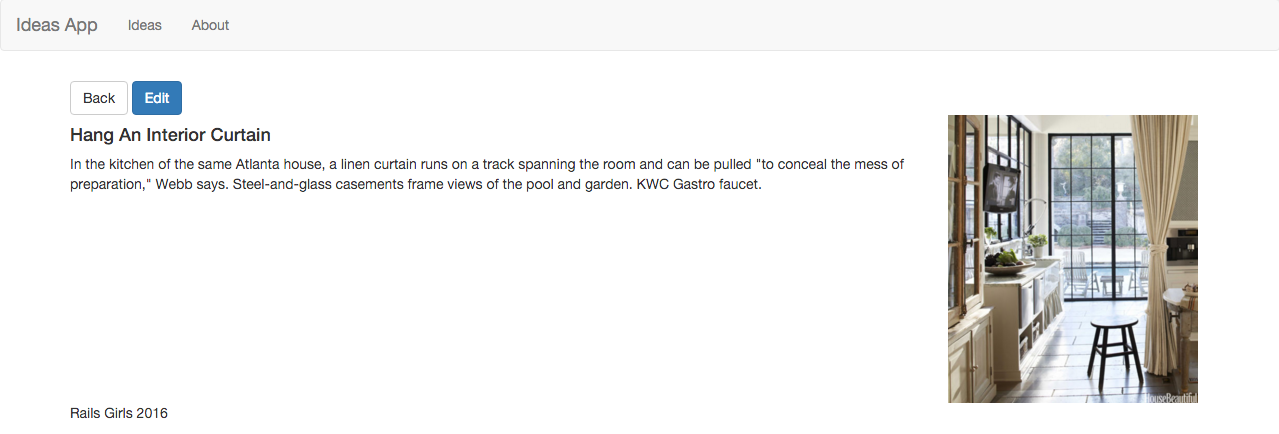 Ideas App Ideas About
Back Edit
Hang An Interior Curtain
In the kitchen of the same Atlanta house, a linen curtain runs on a track spanning the room and can be pulled "to conceal the mess of
preparation," Webb says. Steel-and-glass casements frame views of the pool and garden. KWC Gastro faucet.
HouseBeautiful
Rails Girls 2016